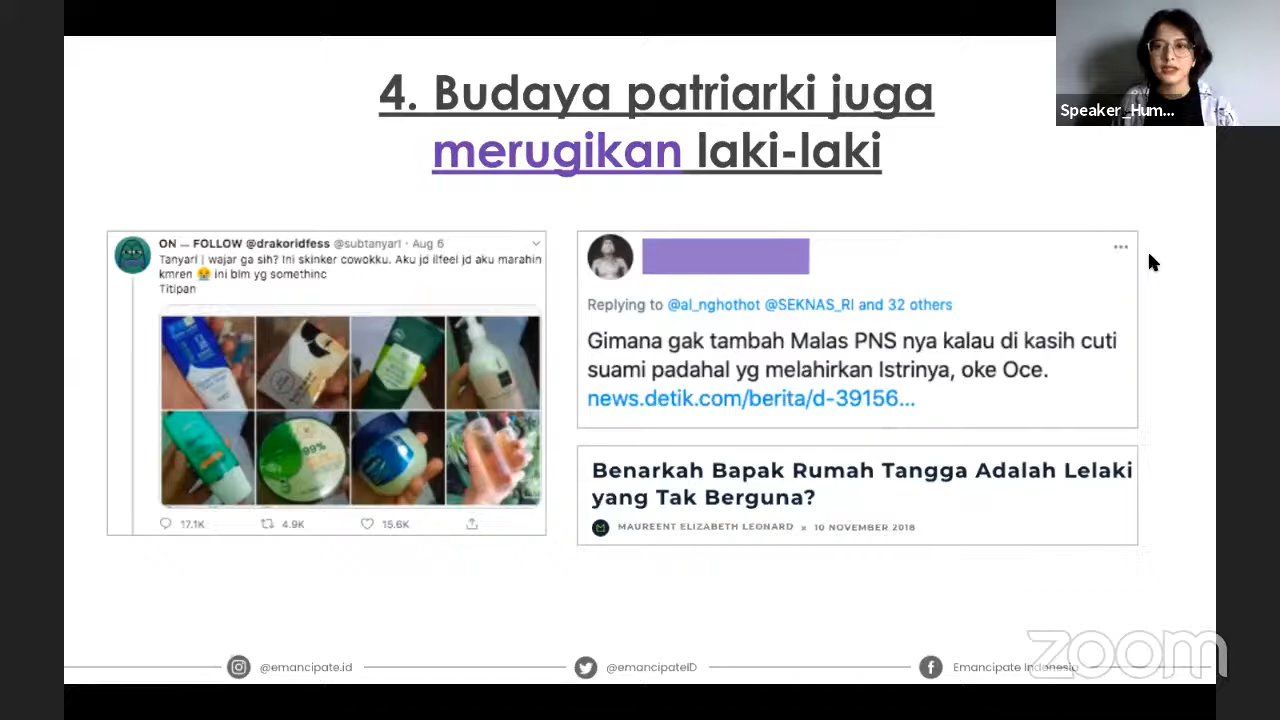 4. Budaya patriarki juga
merugikan laki-laki
Speaker_Hum...
ON — FOLLOW @drakoridfess @subtanyarl · Aug 6
Tanyarl | wajar ga sih? Ini skinker cowokku. Aku jd ilfeel jd aku marahin
kmren 😭 ini blm yg somethinc
Titipan
99%
17.1K 4.9K 15.6K
Replying to @al_nghothot @SEKNAS_RI and 32 others
Gimana gak tambah Malas PNS nya kalau di kasih cuti
suami padahal yg melahirkan Istrinya, oke Oce.
news.detik.com/berita/d-39156...
Benarkah Bapak Rumah Tangga Adalah Lelaki
yang Tak Berguna?
MAUREENT ELIZABETH LEONARD x 10 NOVEMBER 2018
@emancipate.id
@emancipateID
Emancipate Indonesia
zoom